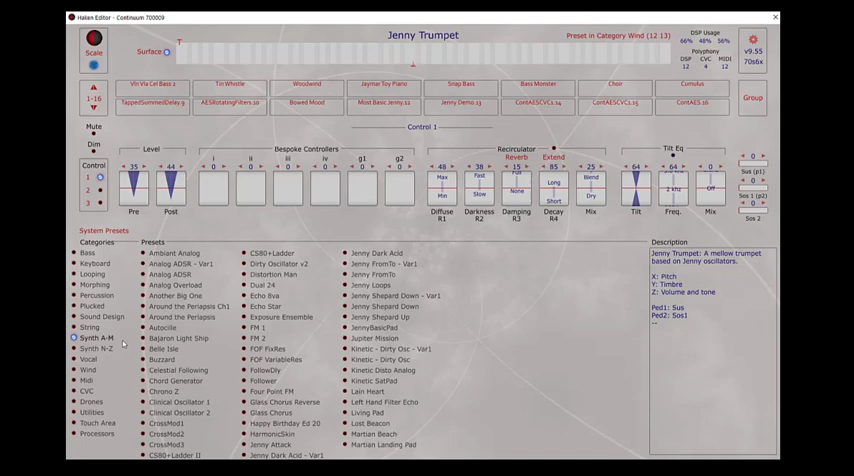 Haken Editor - Continuum 700009
Scale
Surface
T
Jenny Trumpet
Preset in Category Wind (12 13)
DSP Usage
66% 48% 56%
Polyphony
DSP CVC MIDI
12 4 12
v9.55
70s6x
1-16
Vln Vla Cel Bass 1
Tin Whistle
Woodwind
Jaymar Toy Piano
Snap Bass
Bass Monster
Choir
Cumulus
TappedSummedDelay.9
AESRotatingFilters.10
Bowed Mood
Most Basic Jenny.12
Jenny Demo 13
ContAESCVC1.14
ContAESCVC1.15
ContAES.16
Group
Control 1
Mute
Dim
Control
1
2
3
Level
35 44
Pre Post
Bespoke Controllers
i ii iii iv g1 g2
0 0 0 0 0 0
Recirculator
Reverb Extend
48 38 15 85 25
Max Fast Full Long Blend
Min Slow None Short Dry
Diffuse Darkness Damping Decay Mix
R1 R2 R3 R4
Tilt Eq
64 64 0
2 khz
Off
Tilt Freq. Mix
0
Sus (p1)
0
Sos 1 (p2)
0
Sos 2
System Presets
Categories
Bass
Keyboard
Looping
Morphing
Percussion
Plucked
Sound Design
String
Synth A-M
Synth N-Z
Vocal
Wind
Midi
CVC
Drones
Utilities
Touch Area
Processors
Presets
Ambiant Analog
Analog ADSR - Var1
Analog ADSR
Analog Overload
Another Big One
Around the Periapsis Ch1
Around the Periapsis
Autocille
Bajaron Light Ship
Belle Isle
Buzzard
Celestial Following
Chord Generator
Chrono Z
Clinical Oscillator 1
Clinical Oscillator 2
CrossMod1
CrossMod2
CrossMod3
CS80+Ladder II
CS80+Ladder
Dirty Oscillator v2
Distortion Man
Dual 24
Echo 8va
Echo Star
Exposure Ensemble
FM 1
FM 2
FOF FixRes
FOF VariableRes
FollowDly
Follower
Four Point FM
Glass Chorus Reverse
Glass Chorus
Happy Birthday Ed 20
HarmonicSkin
Jenny Attack
Jenny Dark Acid - Var1
Jenny Dark Acid
Jenny FromTo - Var1
Jenny FromTo
Jenny Loops
Jenny Shepard Down - Var1
Jenny Shepard Down
Jenny Shepard Up
JennyBasicPad
Jupiter Mission
Kinetic - Dirty Osc - Var1
Kinetic - Dirty Osc
Kinetic Disto Analog
Kinetic SatPad
Lain Heart
Left Hand Filter Echo
Living Pad
Lost Beacon
Martian Beach
Martian Landing Pad
Description
Jenny Trumpet: A mellow trumpet
based on Jenny oscillators.
X: Pitch
Y: Timbre
Z: Volume and tone
Ped1: Sus
Ped2: Sos1
--